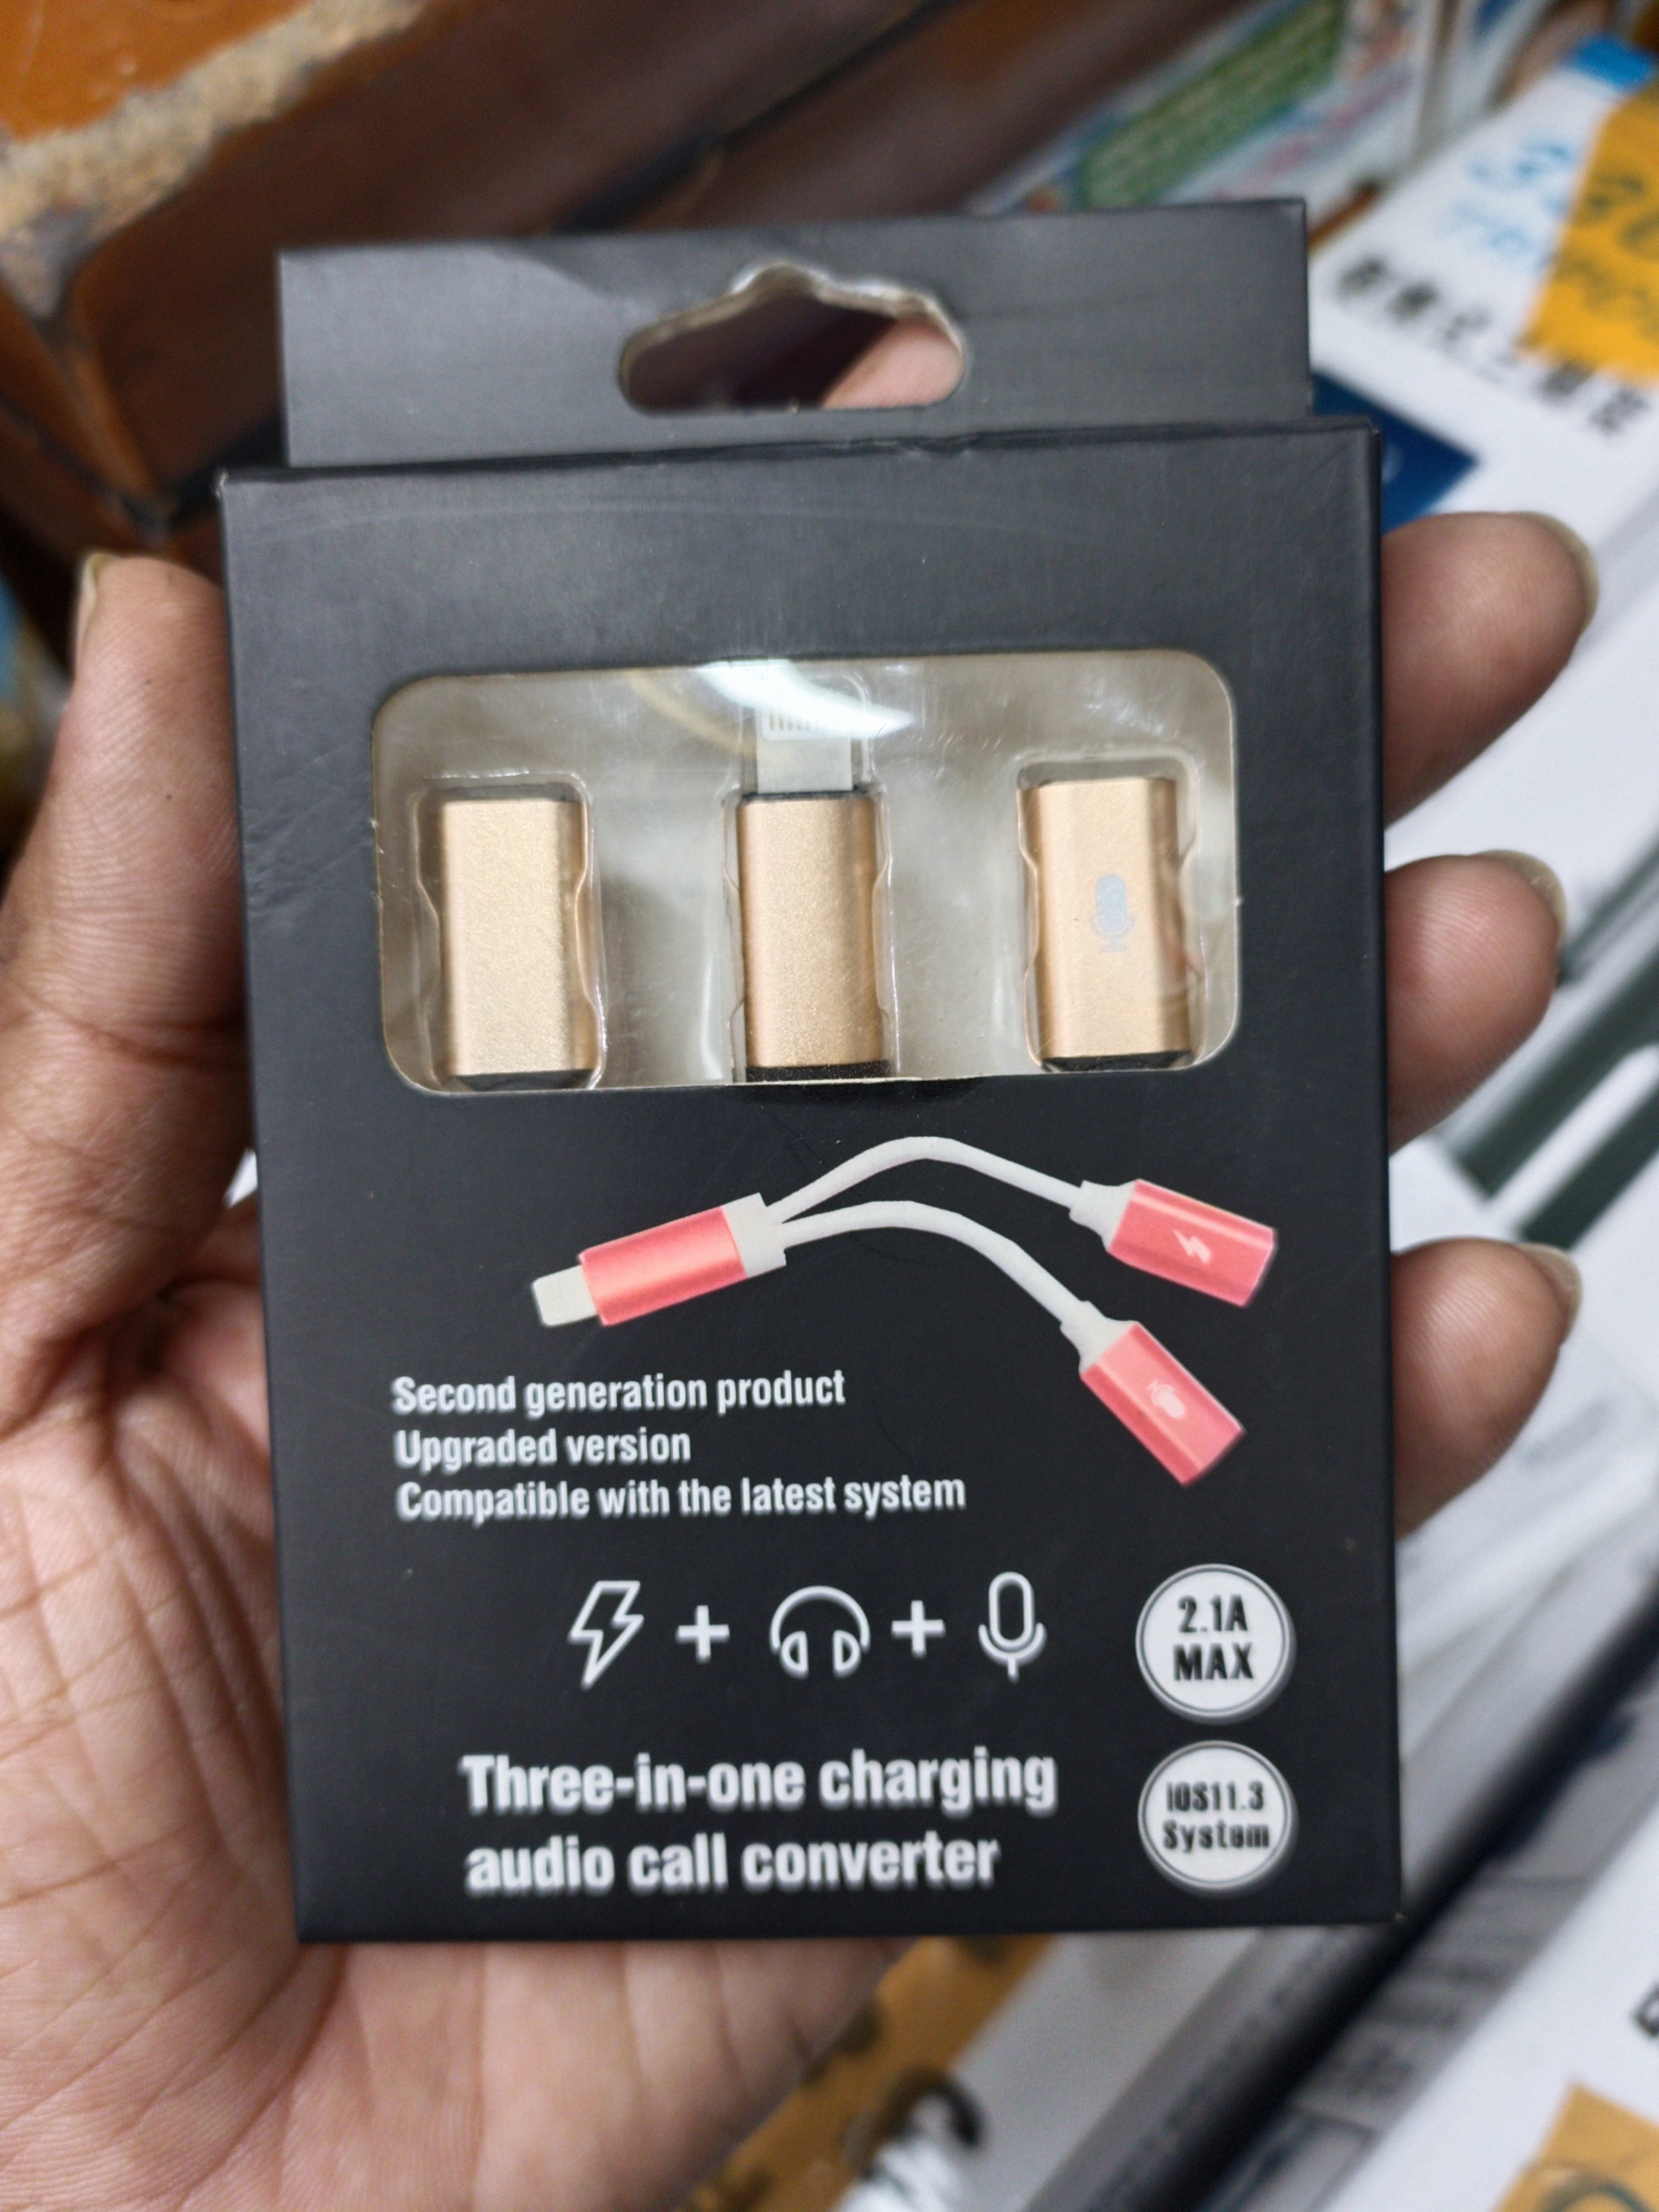 Second generation product
Upgraded version
Compatible with the latest system
2.1A
MAX
Three-in-one charging
audio call converter
iOS11.3
System